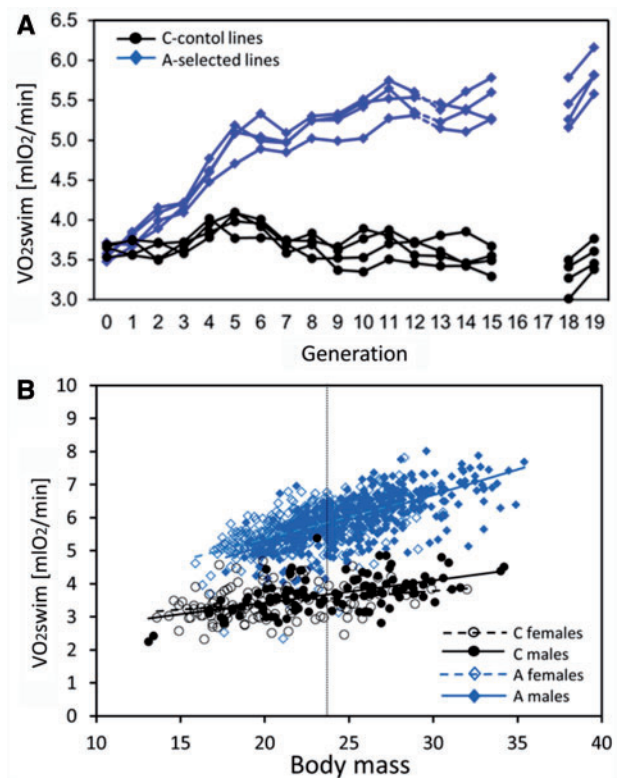 A
6.5
6.0
5.5
5.0
4.5
4.0
3.5
3.0
VO2swim [mlO2/min]
C-contol lines
A-selected lines
0 1 2 3 4 5 6 7 8 9 10 11 12 13 14 15 16 17 18 19
Generation
B
10
9
8
7
6
5
4
3
2
1
0
VO2swim [mlO2/min]
C females
C males
A females
A males
10 15 20 25 30 35 40
Body mass